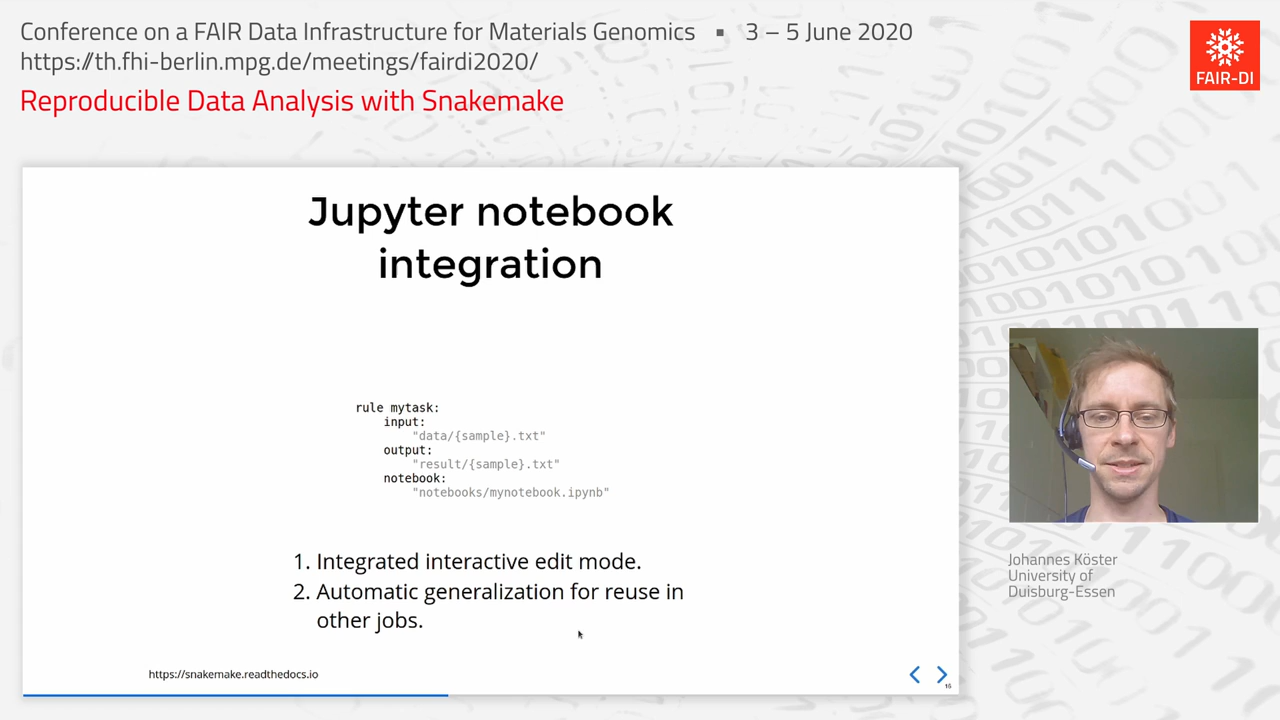 Conference on a FAIR Data Infrastructure for Materials Genomics ▪ 3 – 5 June 2020
https://th.fhi-berlin.mpg.de/meetings/fairdi2020/
Reproducible Data Analysis with Snakemake
FAIR-DI
Jupyter notebook
integration
rule mytask:
    input:
        "data/{sample}.txt"
    output:
        "result/{sample}.txt"
    notebook:
        "notebooks/mynotebook.ipynb"
1. Integrated interactive edit mode.
2. Automatic generalization for reuse in
other jobs.
https://snakemake.readthedocs.io
16
Johannes Köster
University of
Duisburg-Essen